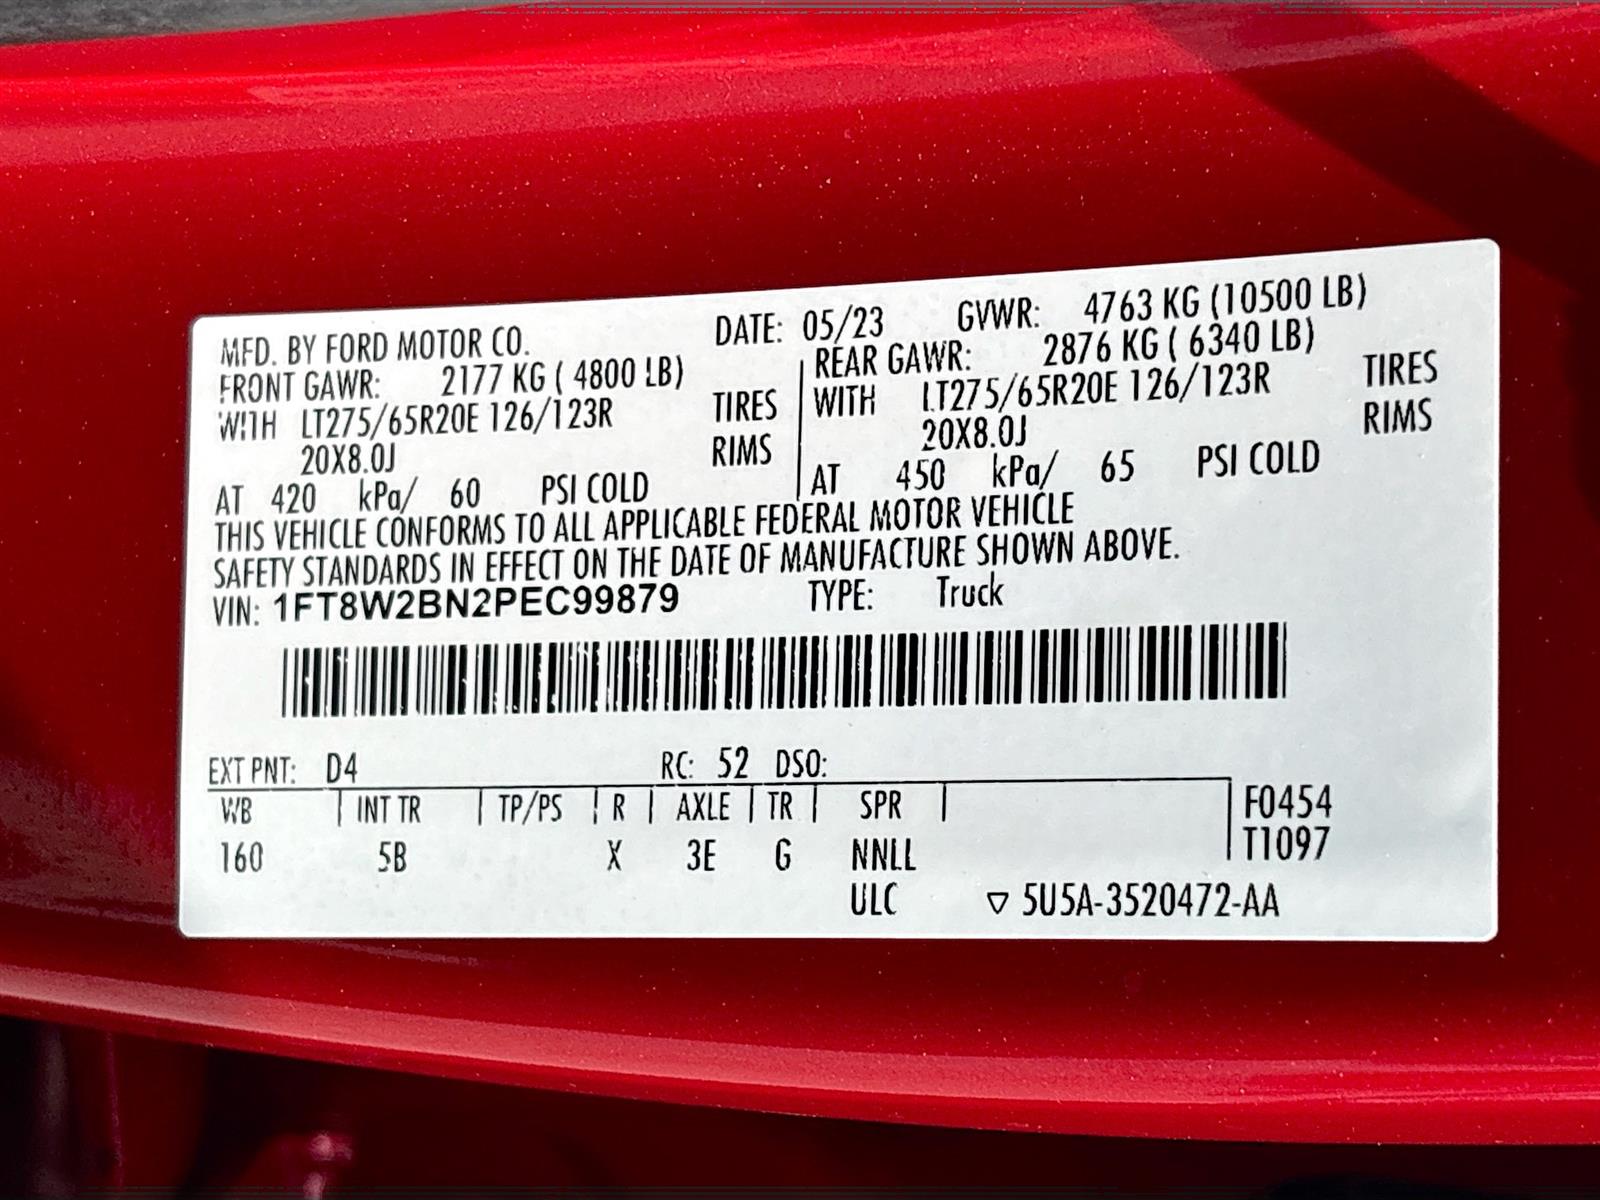 MFD. BY FORD MOTOR CO. DATE: 05/23 GVWR: 4763 KG (10500 LB)
FRONT GAWR: 2177 KG ( 4800 LB) REAR GAWR: 2876 KG ( 6340 LB)
WITH LT275/65R20E 126/123R TIRES WITH LT275/65R20E 126/123R TIRES
20X8.0J RIMS 20X8.0J RIMS
AT 420 kPa/ 60 PSI COLD AT 450 kPa/ 65 PSI COLD
THIS VEHICLE CONFORMS TO ALL APPLICABLE FEDERAL MOTOR VEHICLE
SAFETY STANDARDS IN EFFECT ON THE DATE OF MANUFACTURE SHOWN ABOVE.
VIN: 1FT8W2BN2PEC99879 TYPE: Truck
EXT PNT: D4 RC: 52 DSO:
WB | INT TR | TP/PS | R | AXLE | TR | SPR | F0454
160 5B X 3E G NNLL T1097
ULC ▽ 5U5A-3520472-AA